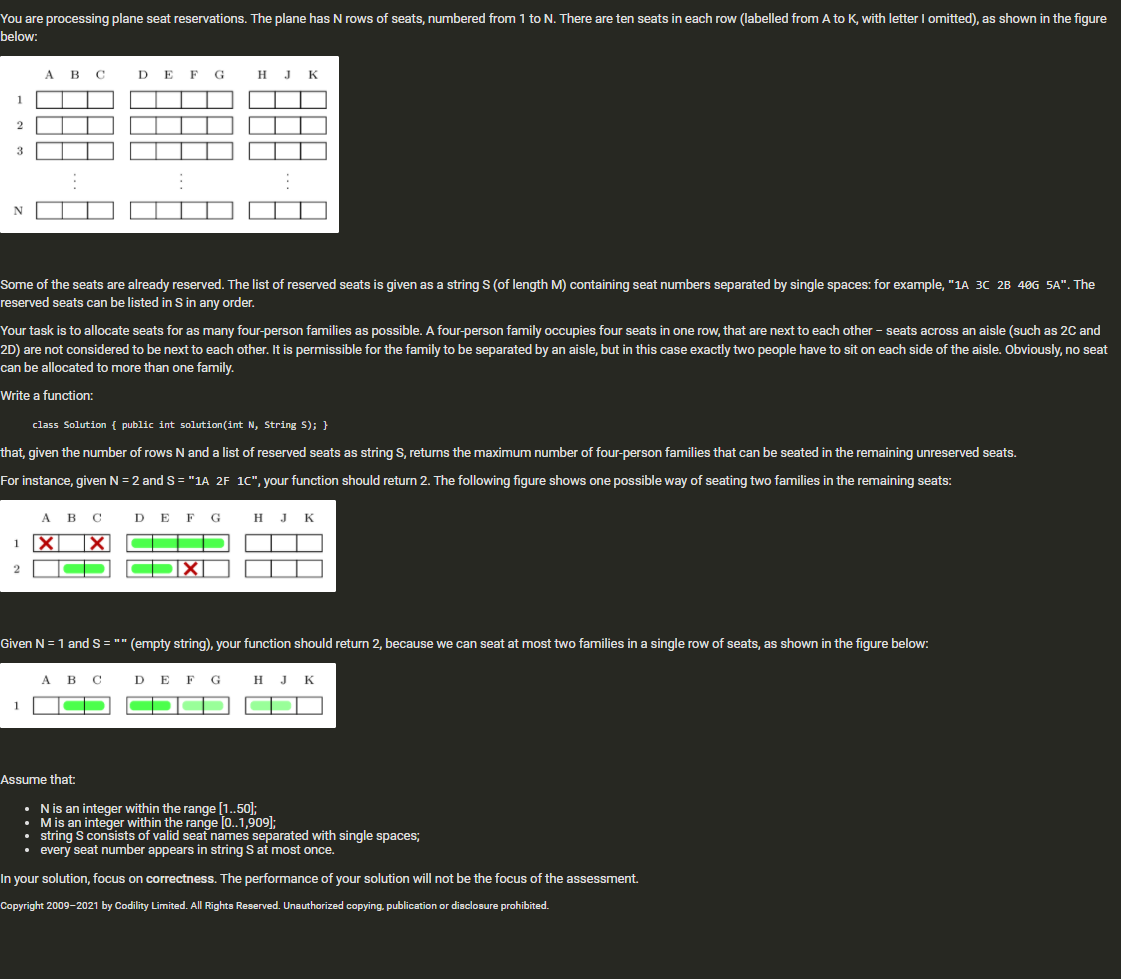 You are processing plane seat reservations. The plane has N rows of seats, numbered from 1 to N. There are ten seats in each row (labelled from A to K, with letter I omitted), as shown in the figure
below:
A B C D E F G H J K
1
2
3
⋮ ⋮ ⋮
N
Some of the seats are already reserved. The list of reserved seats is given as a string S (of length M) containing seat numbers separated by single spaces: for example, "1A 3C 2B 40G 5A". The
reserved seats can be listed in S in any order.
Your task is to allocate seats for as many four-person families as possible. A four-person family occupies four seats in one row, that are next to each other − seats across an aisle (such as 2C and
2D) are not considered to be next to each other. It is permissible for the family to be separated by an aisle, but in this case exactly two people have to sit on each side of the aisle. Obviously, no seat
can be allocated to more than one family.
Write a function:
class Solution { public int solution(int N, String S); }
that, given the number of rows N and a list of reserved seats as string S, returns the maximum number of four-person families that can be seated in the remaining unreserved seats.
For instance, given N = 2 and S = "1A 2F 1C", your function should return 2. The following figure shows one possible way of seating two families in the remaining seats:
A B C D E F G H J K
1
2
Given N = 1 and S = "" (empty string), your function should return 2, because we can seat at most two families in a single row of seats, as shown in the figure below:
A B C D E F G H J K
1
Assume that:
• N is an integer within the range [1..50];
• M is an integer within the range [0..1,909];
• string S consists of valid seat names separated with single spaces;
• every seat number appears in string S at most once.
In your solution, focus on correctness. The performance of your solution will not be the focus of the assessment.
Copyright 2009–2021 by Codility Limited. All Rights Reserved. Unauthorized copying, publication or disclosure prohibited.